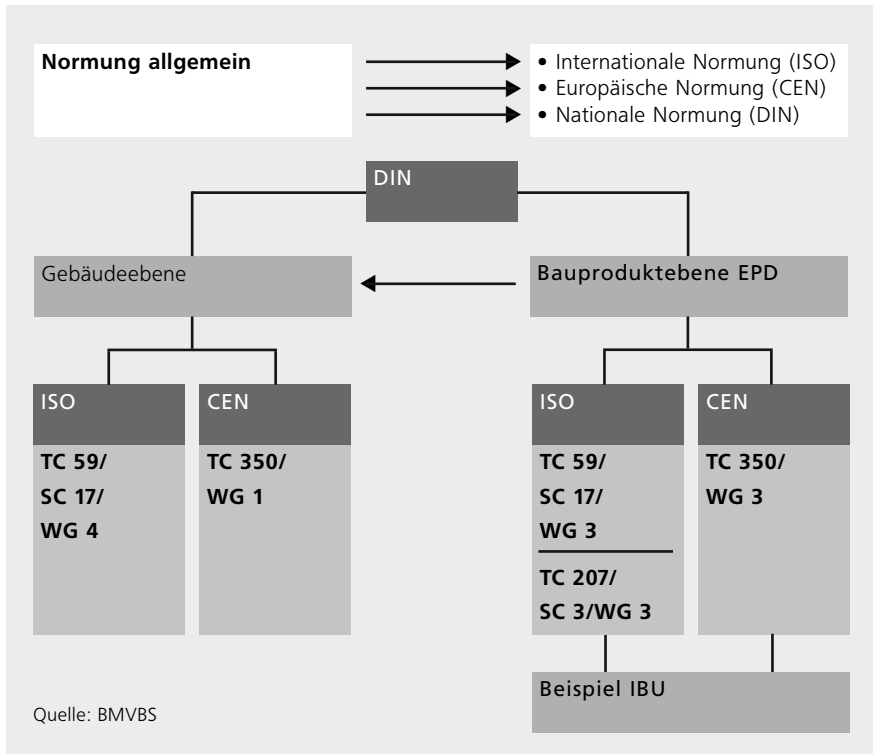 Normung allgemein
• Internationale Normung (ISO)
• Europäische Normung (CEN)
• Nationale Normung (DIN)
DIN
Gebäudeebene
Bauproduktebene EPD
ISO
TC 59/
SC 17/
WG 4
CEN
TC 350/
WG 1
ISO
TC 59/
SC 17/
WG 3
TC 207/
SC 3/WG 3
CEN
TC 350/
WG 3
Beispiel IBU
Quelle: BMVBS